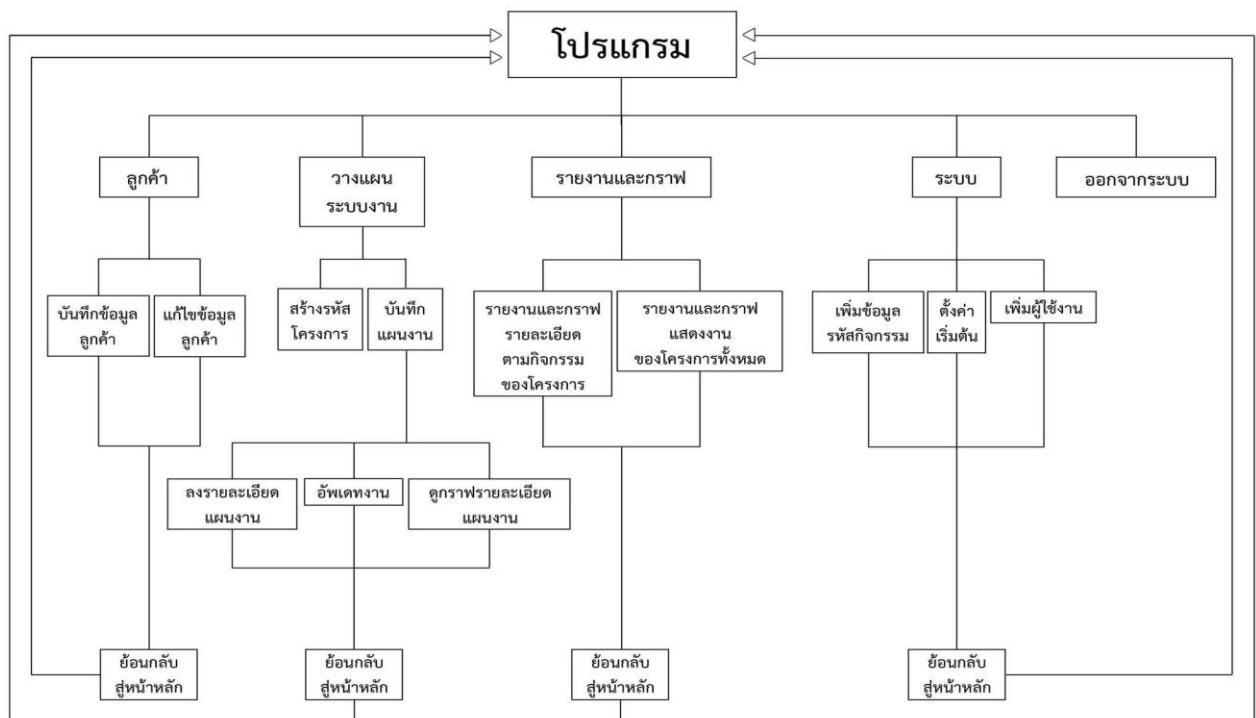 โปรแกรม
ลูกค้า
วางแผน
ระบบงาน
รายงานและกราฟ
ระบบ
ออกจากระบบ
บันทึกข้อมูล
ลูกค้า
แก้ไขข้อมูล
ลูกค้า
สร้างรหัส
โครงการ
บันทึก
แผนงาน
รายงานและกราฟ
รายละเอียด
ตามกิจกรรม
ของโครงการ
รายงานและกราฟ
แสดงงาน
ของโครงการทั้งหมด
เพิ่มข้อมูล
รหัสกิจกรรม
ตั้งค่า
เริ่มต้น
เพิ่มผู้ใช้งาน
ลงรายละเอียด
แผนงาน
อัพเดทงาน
ดูกราฟรายละเอียด
แผนงาน
ย้อนกลับ
สู่หน้าหลัก
ย้อนกลับ
สู่หน้าหลัก
ย้อนกลับ
สู่หน้าหลัก
ย้อนกลับ
สู่หน้าหลัก